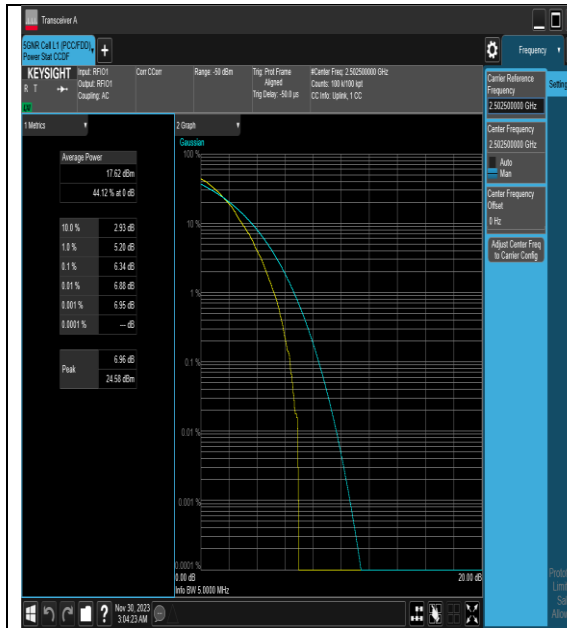 Transceiver A
5GNR Cell L1 (PCC/FDD),
Power Stat CCDF
+
Frequency
KEYSIGHT
R T
Input: RFIO1
Output: RFIO1
Coupling: AC
Corr CCorr
Range: -50 dBm
Trig: Prot Frame
Aligned
Trig Delay: -50.0 µs
#Center Freq: 2.502500000 GHz
Counts: 100 k/100 kpt
CC Info: Uplink, 1 CC
Carrier Reference
Frequency
2.502500000 GHz
Center Frequency
2.502500000 GHz
Auto
Man
Center Frequency
Offset
0 Hz
Adjust Center Freq
to Carrier Config
Setting
1 Metrics
Average Power
17.62 dBm
44.12 % at 0 dB
10.0 % 2.93 dB
1.0 % 5.20 dB
0.1 % 6.34 dB
0.01 % 6.88 dB
0.001 % 6.95 dB
0.0001 % --- dB
Peak
6.96 dB
24.58 dBm
2 Graph
Gaussian
100 %
10 %
1 %
0.1 %
0.01 %
0.001 %
0.0001 %
0.00 dB
20.00 dB
Info BW 5.0000 MHz
Nov 30, 2023
3:04:23 AM
?